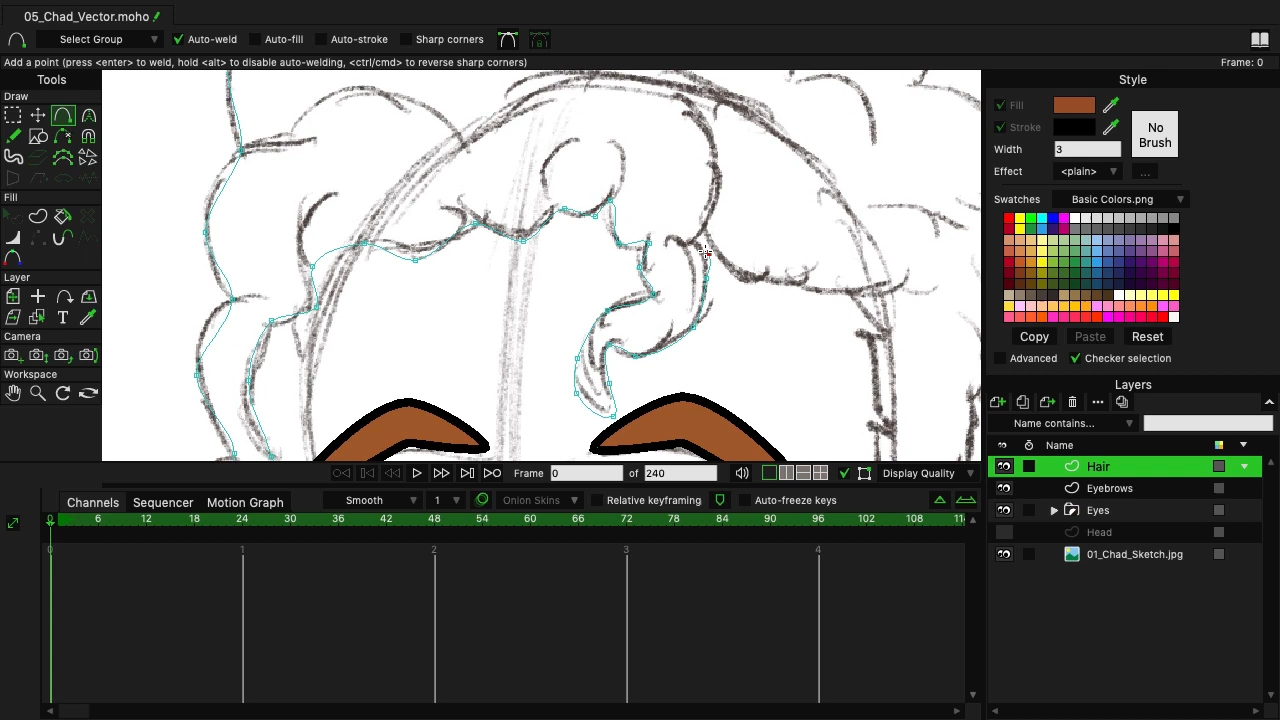 05_Chad_Vector.moho
Select Group Auto-weld Auto-fill Auto-stroke Sharp corners
Add a point (press <enter> to weld, hold <alt> to disable auto-welding, <ctrl/cmd> to reverse sharp corners) Frame: 0
Tools
Draw
Fill
Layer
T
Camera
Workspace
Style
Fill
Stroke
No
Brush
Width 3
Effect <plain> ...
Swatches Basic Colors.png
Copy Paste Reset
Advanced Checker selection
Layers
Name contains...
Name
Hair
Eyebrows
Eyes
Head
01_Chad_Sketch.jpg
Frame 0 of 240 Display Quality
Channels Sequencer Motion Graph Smooth 1 Onion Skins Relative keyframing Auto-freeze keys
0 6 12 18 24 30 36 42 48 54 60 66 72 78 84 90 96 102 108 11
0 1 2 3 4